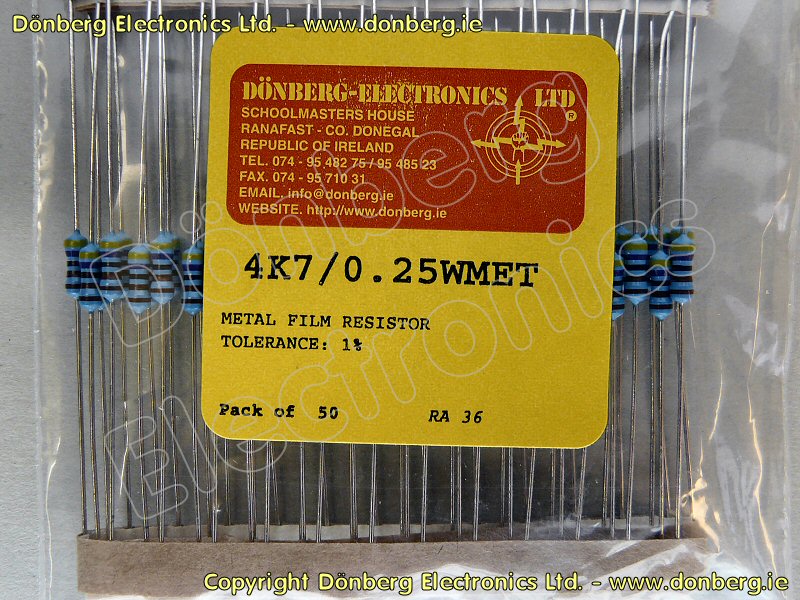 Dönberg Electronics Ltd. - www.donberg.ie
DÖNBERG-ELECTRONICS LTD
®
SCHOOLMASTERS HOUSE
RANAFAST - CO. DONEGAL
REPUBLIC OF IRELAND
TEL. 074 - 95 482 75 / 95 485 23
FAX. 074 - 95 710 31
EMAIL. info@donberg.ie
WEBSITE. http://www.donberg.ie
Dönberg
Electronics
4K7/0.25WMET
METAL FILM RESISTOR
TOLERANCE: 1%
Pack of 50 RA 36
Copyright Dönberg Electronics Ltd. - www.donberg.ie